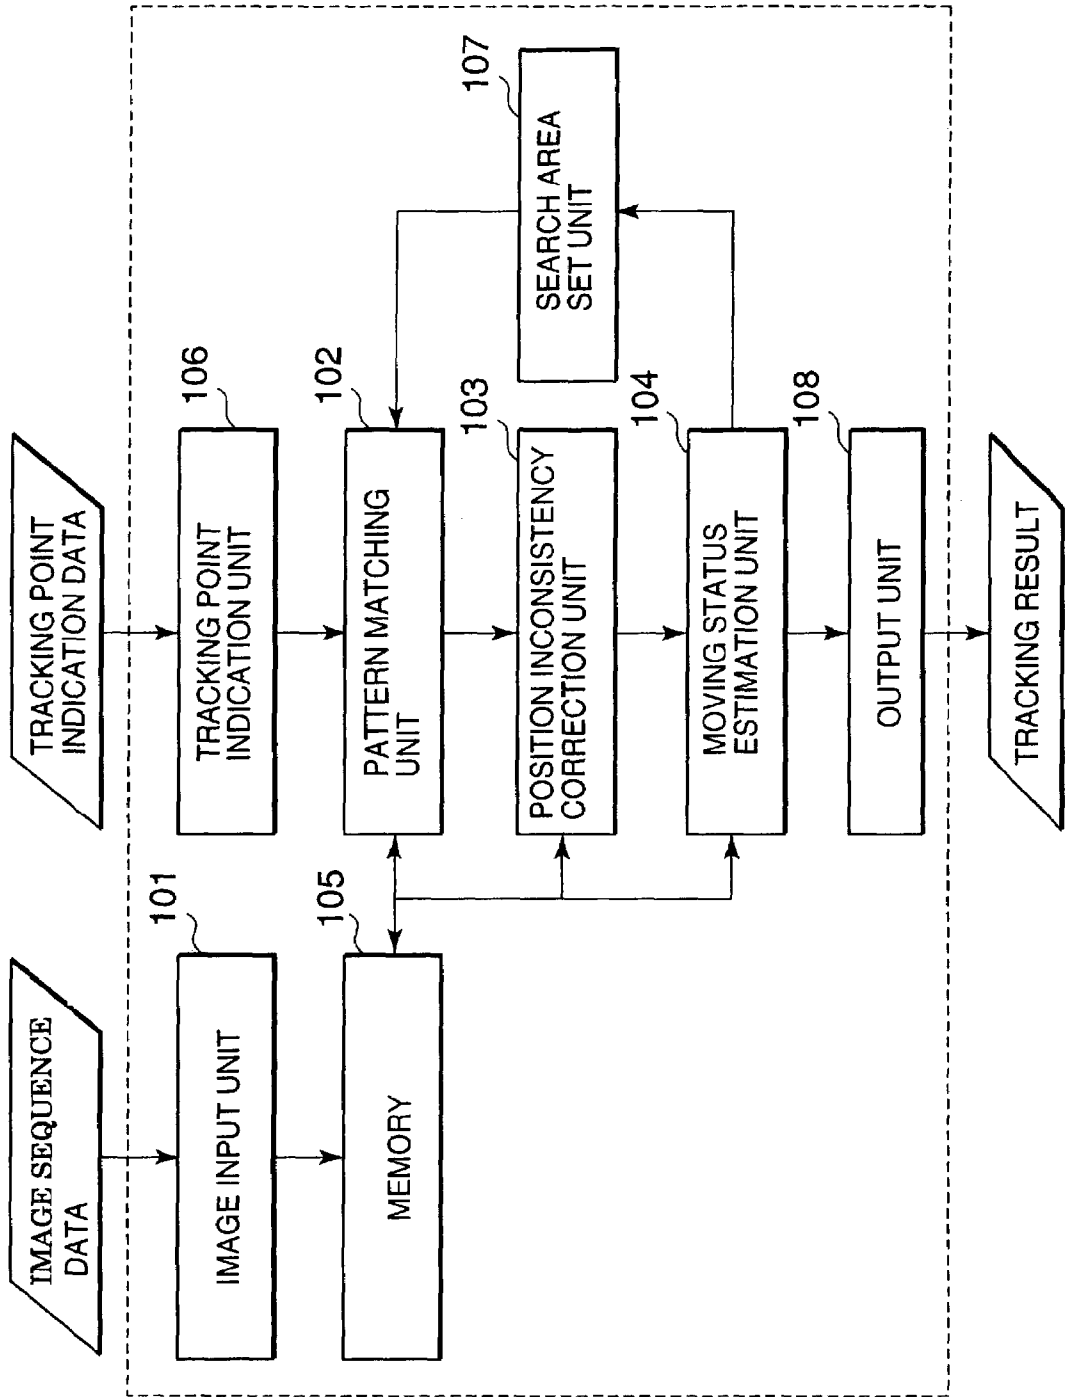 IMAGE SEQUENCE
DATA
TRACKING POINT
INDICATION DATA
101
IMAGE INPUT UNIT
106
TRACKING POINT
INDICATION UNIT
105
MEMORY
102
PATTERN MATCHING
UNIT
107
SEARCH AREA
SET UNIT
103
POSITION INCONSISTENCY
CORRECTION UNIT
104
MOVING STATUS
ESTIMATION UNIT
108
OUTPUT UNIT
TRACKING RESULT